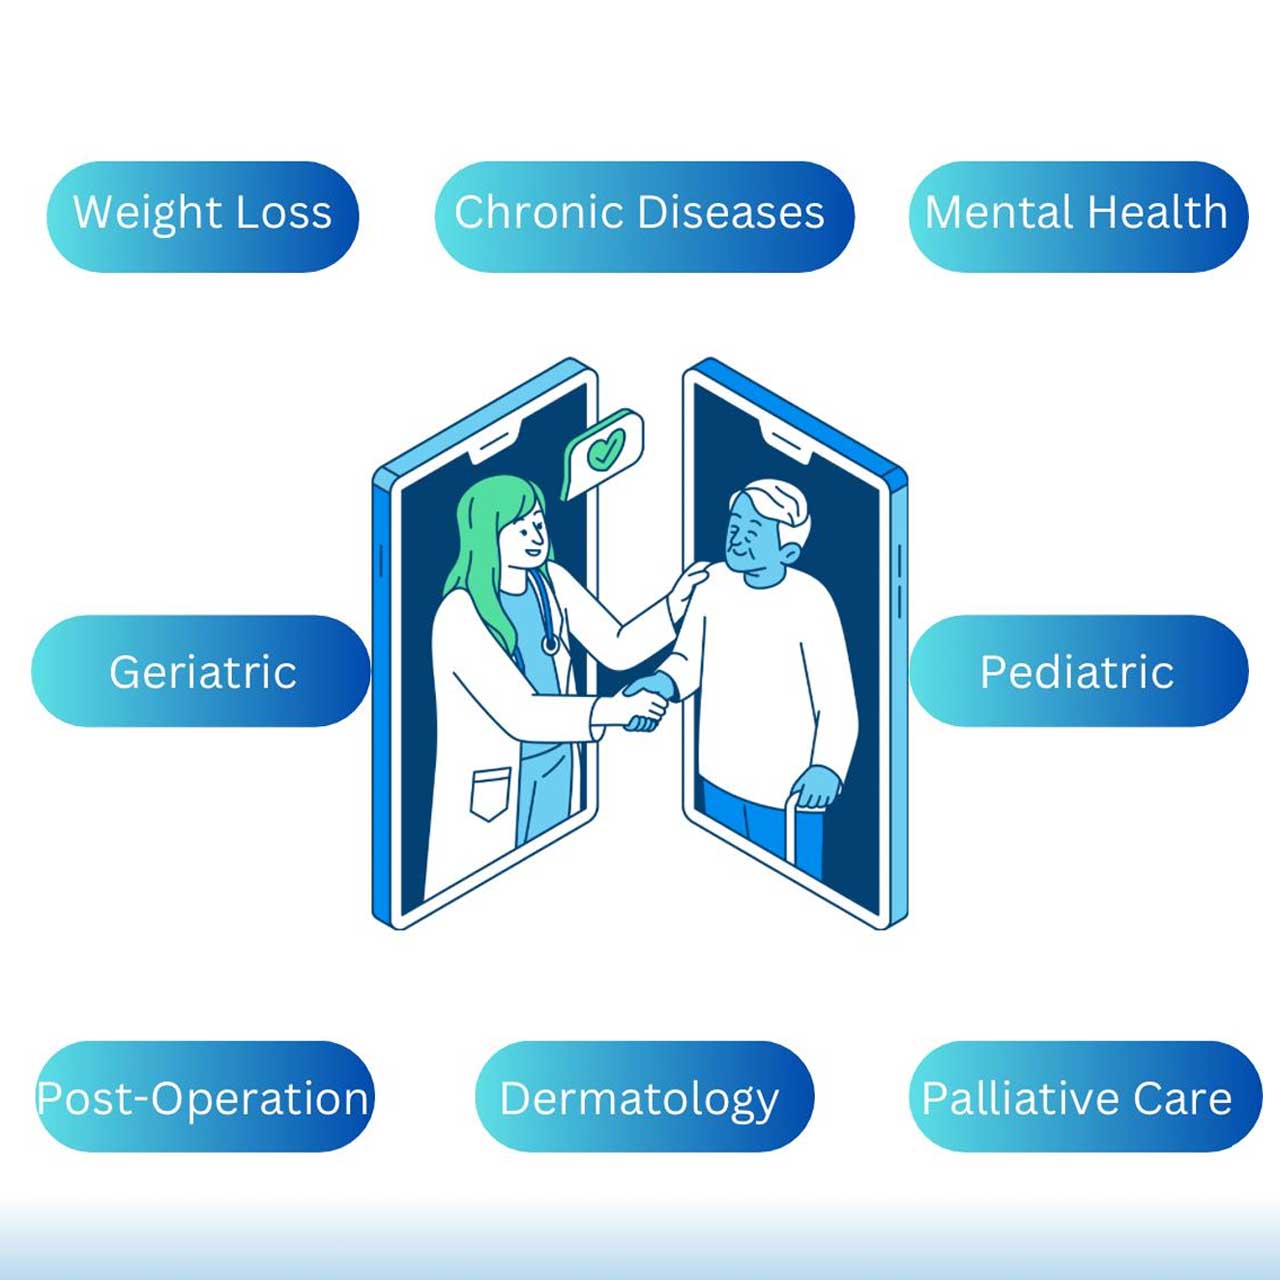 Weight Loss
Chronic Diseases
Mental Health
Geriatric
Pediatric
Post-Operation
Dermatology
Palliative Care